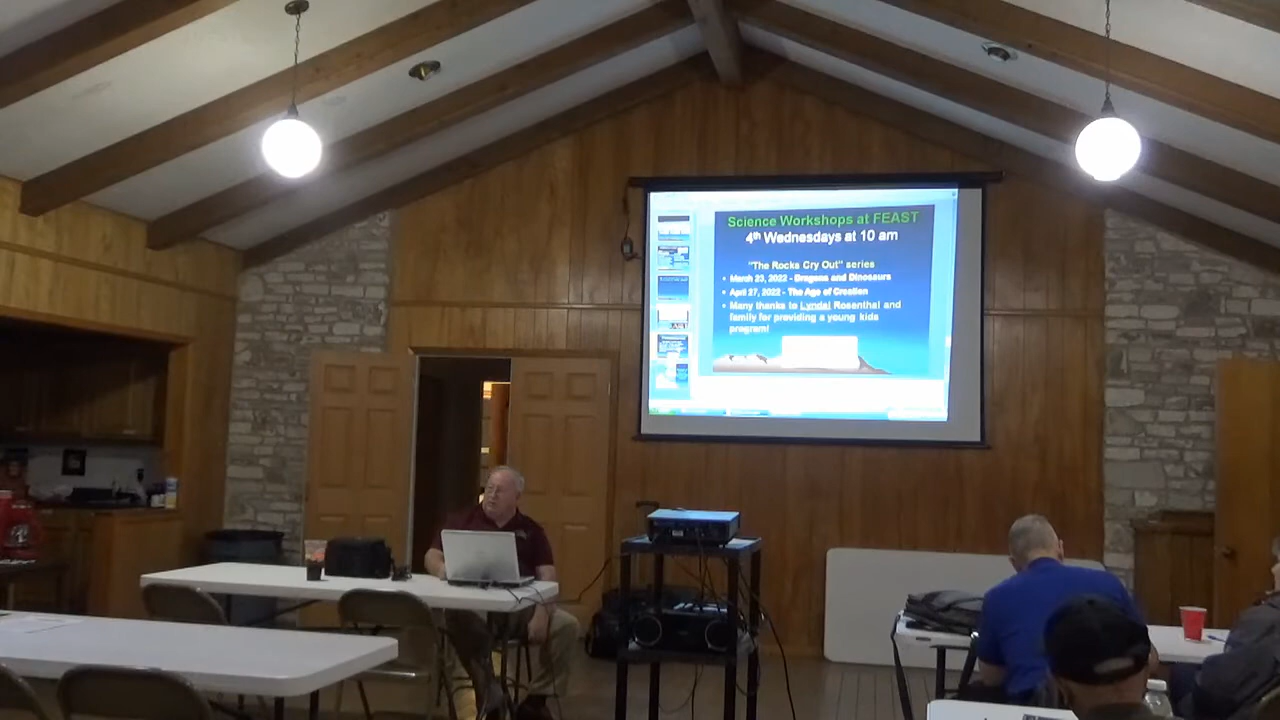 Science Workshops at FEAST
4th Wednesdays at 10 am
"The Rocks Cry Out" series
• March 23, 2022 - Dragons and Dinosaurs
• April 27, 2022 - The Age of Creation
• Many thanks to Lyndal Rosenthal and
family for providing a young kids
program!